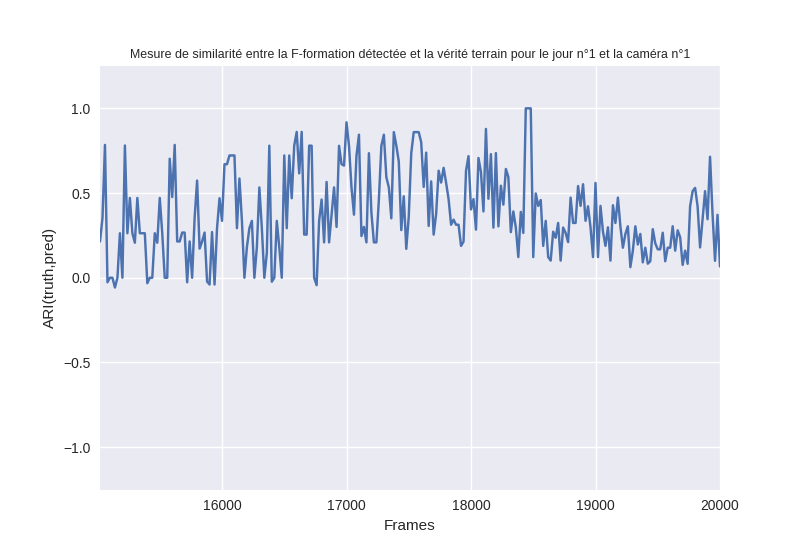 Mesure de similarité entre la F-formation détectée et la vérité terrain pour le jour n°1 et la caméra n°1
1.0
0.5
0.0
−0.5
−1.0
ARI(truth,pred)
16000 17000 18000 19000 20000
Frames